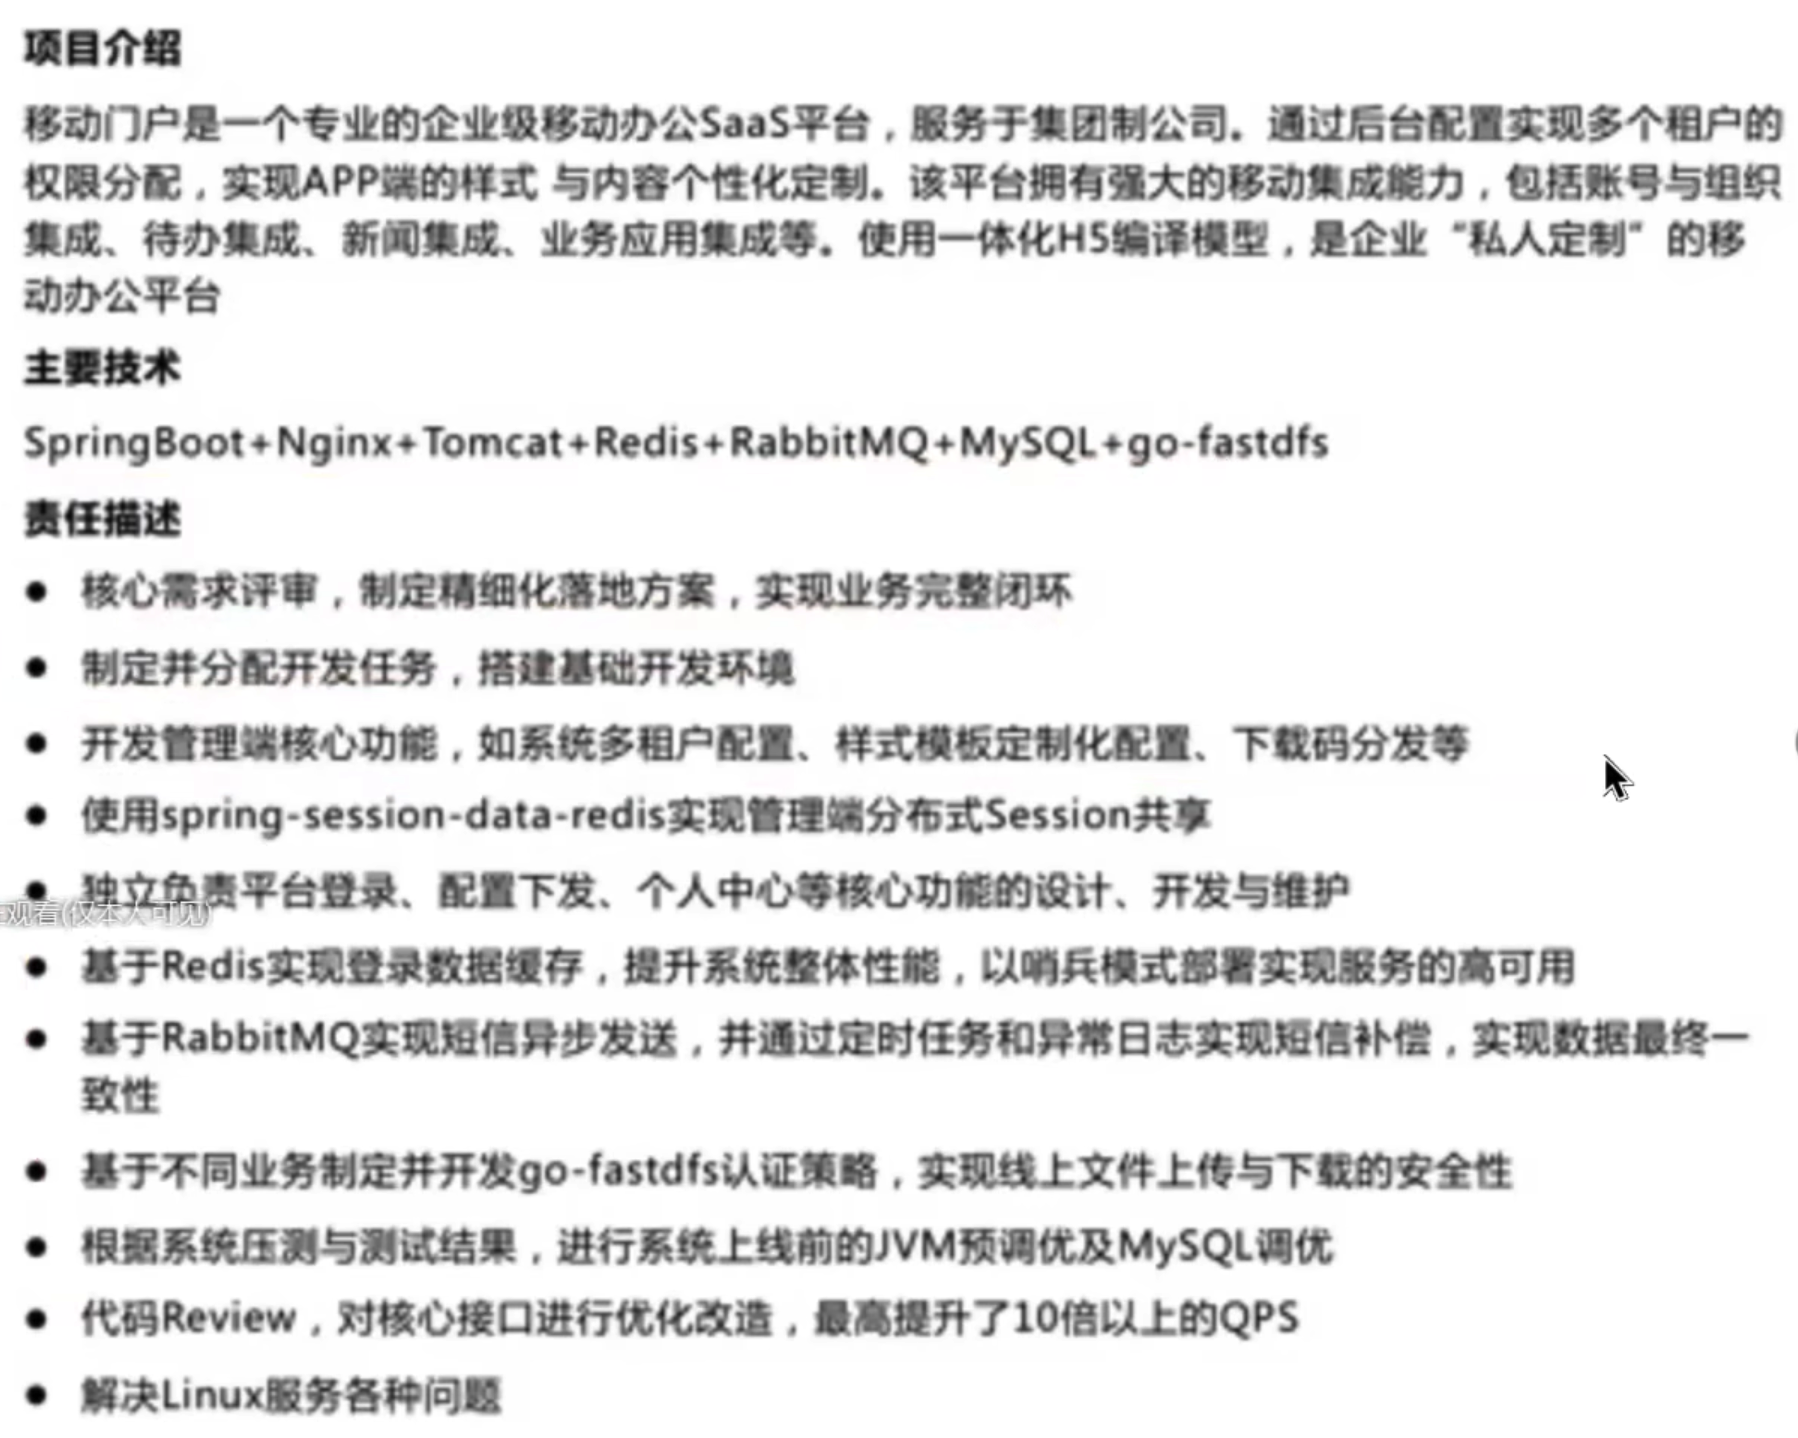 项目介绍
移动门户是一个专业的企业级移动办公SaaS平台，服务于集团制公司。通过后台配置实现多个租户的
权限分配，实现APP端的样式 与内容个性化定制。该平台拥有强大的移动集成能力，包括账号与组织
集成、待办集成、新闻集成、业务应用集成等。使用一体化H5编译模型，是企业“私人定制”的移
动办公平台
主要技术
SpringBoot+Nginx+Tomcat+Redis+RabbitMQ+MySQL+go-fastdfs
责任描述
● 核心需求评审，制定精细化落地方案，实现业务完整闭环
● 制定并分配开发任务，搭建基础开发环境
● 开发管理端核心功能，如系统多租户配置、样式模板定制化配置、下载码分发等
● 使用spring-session-data-redis实现管理端分布式Session共享
● 独立负责平台登录、配置下发、个人中心等核心功能的设计、开发与维护
观看(仅本人可见)
● 基于Redis实现登录数据缓存，提升系统整体性能，以哨兵模式部署实现服务的高可用
● 基于RabbitMQ实现短信异步发送，并通过定时任务和异常日志实现短信补偿，实现数据最终一
致性
● 基于不同业务制定并开发go-fastdfs认证策略，实现线上文件上传与下载的安全性
● 根据系统压测与测试结果，进行系统上线前的JVM预调优及MySQL调优
● 代码Review，对核心接口进行优化改造，最高提升了10倍以上的QPS
● 解决Linux服务各种问题